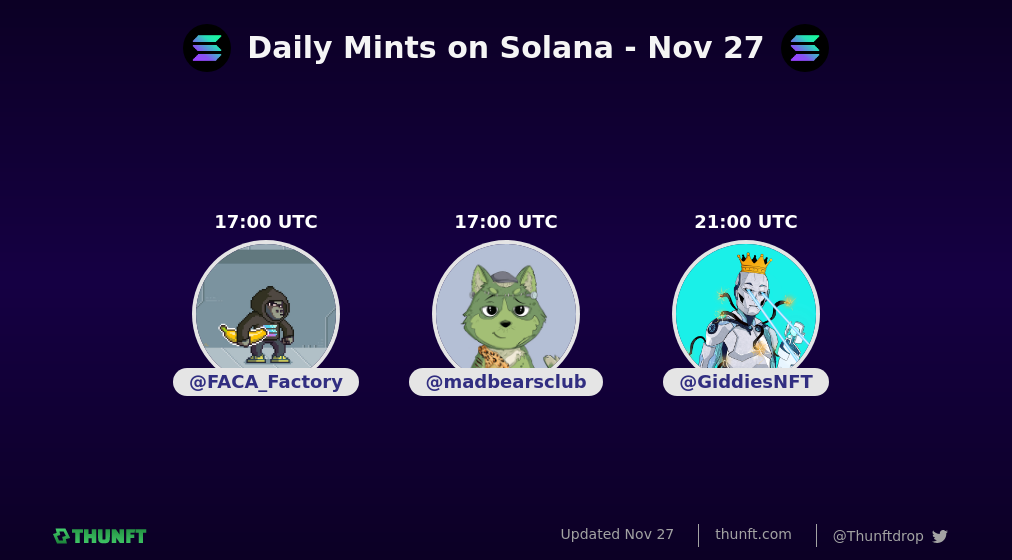 Daily Mints on Solana - Nov 27
17:00 UTC
17:00 UTC
21:00 UTC
@FACA_Factory
@madbearsclub
@GiddiesNFT
THUNFT
Updated Nov 27
thunft.com
@Thunftdrop